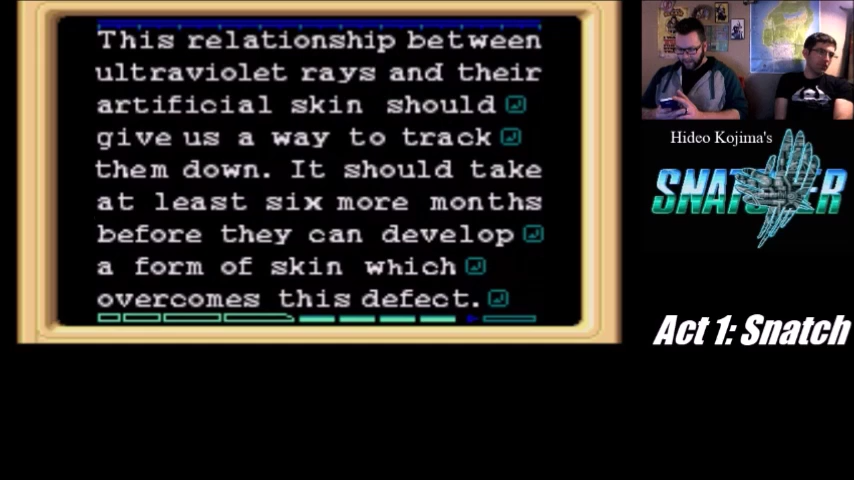 This relationship between
ultraviolet rays and their
artificial skin should
give us a way to track
them down. It should take
at least six more months
before they can develop
a form of skin which
overcomes this defect.
Hideo Kojima's
SNATCHER
Act 1: Snatch